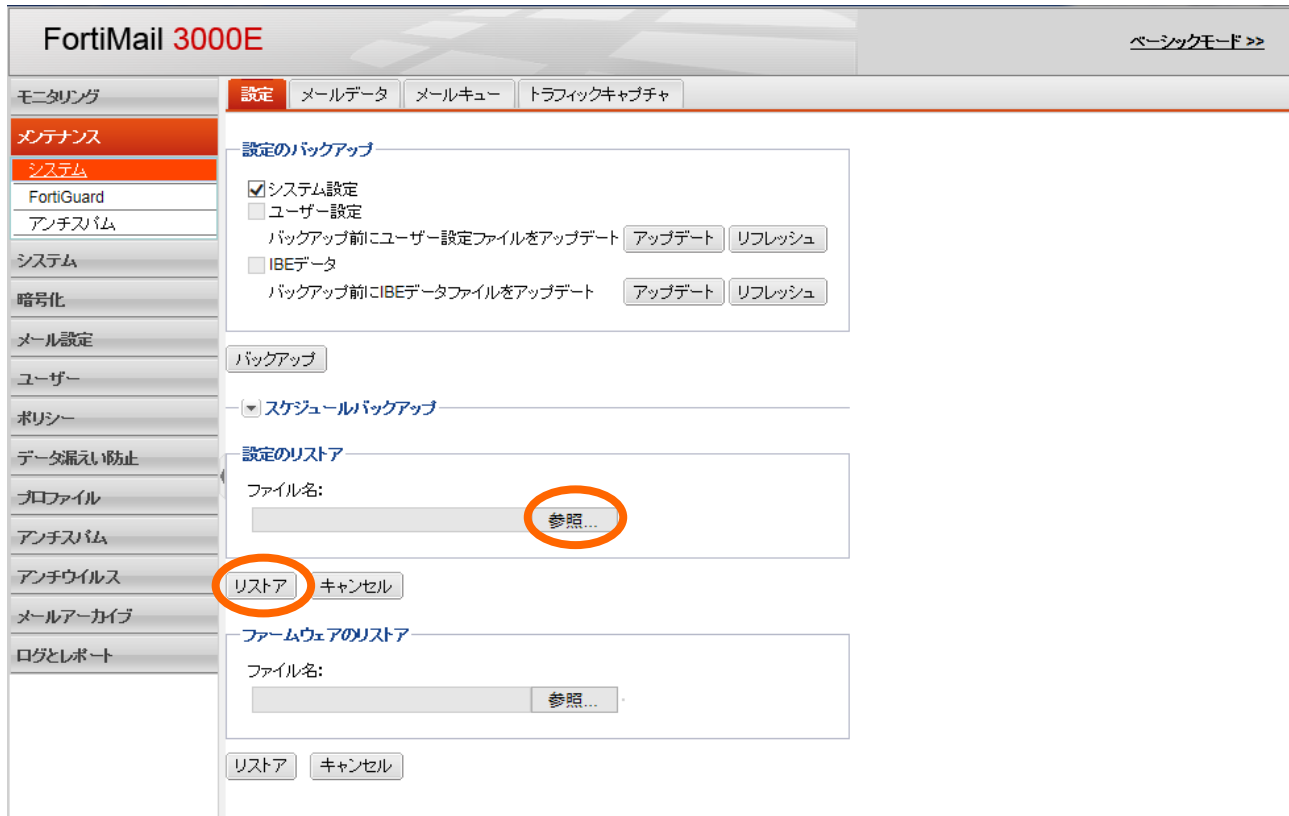 FortiMail 3000E
ベーシックモード >>
モニタリング
メンテナンス
システム
FortiGuard
アンチスパム
システム
暗号化
メール設定
ユーザー
ポリシー
データ漏えい防止
プロファイル
アンチスパム
アンチウイルス
メールアーカイブ
ログとレポート
設定 メールデータ メールキュー トラフィックキャプチャ
設定のバックアップ
システム設定
ユーザー設定
バックアップ前にユーザー設定ファイルをアップデート アップデート リフレッシュ
IBEデータ
バックアップ前にIBEデータファイルをアップデート アップデート リフレッシュ
バックアップ
スケジュールバックアップ
設定のリストア
ファイル名:
参照...
リストア キャンセル
ファームウェアのリストア
ファイル名:
参照...
リストア キャンセル